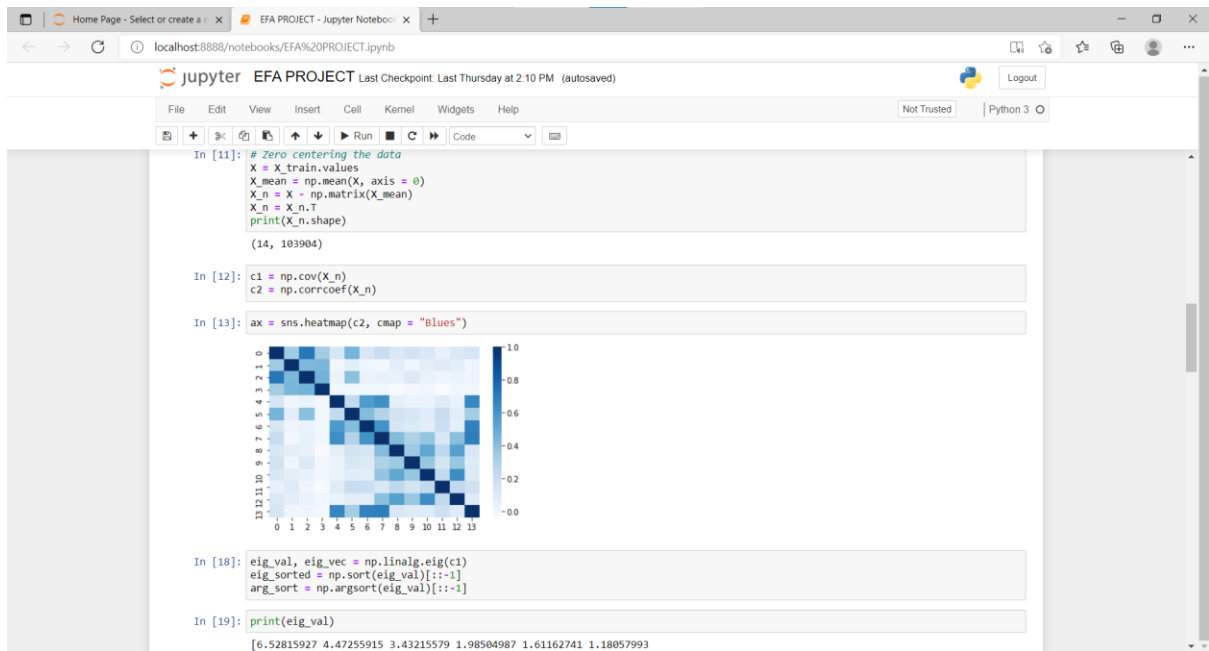 Home Page - Select or create a n
EFA PROJECT - Jupyter Noteboo
localhost:8888/notebooks/EFA%20PROJECT.ipynb
jupyter EFA PROJECT Last Checkpoint: Last Thursday at 2:10 PM (autosaved)
Logout
File Edit View Insert Cell Kernel Widgets Help
Not Trusted Python 3
Run Code
In [11]: # Zero centering the data
X = X_train.values
X_mean = np.mean(X, axis = 0)
X_n = X - np.matrix(X_mean)
X_n = X_n.T
print(X_n.shape)
(14, 103904)
In [12]: c1 = np.cov(X_n)
c2 = np.corrcoef(X_n)
In [13]: ax = sns.heatmap(c2, cmap = "Blues")
0
1
2
3
4
5
6
7
8
9
10
11
12
13
0 1 2 3 4 5 6 7 8 9 10 11 12 13
1.0
0.8
0.6
0.4
0.2
0.0
In [18]: eig_val, eig_vec = np.linalg.eig(c1)
eig_sorted = np.sort(eig_val)[::-1]
arg_sort = np.argsort(eig_val)[::-1]
In [19]: print(eig_val)
[6.52815927 4.47255915 3.43215579 1.98504987 1.61162741 1.18057993